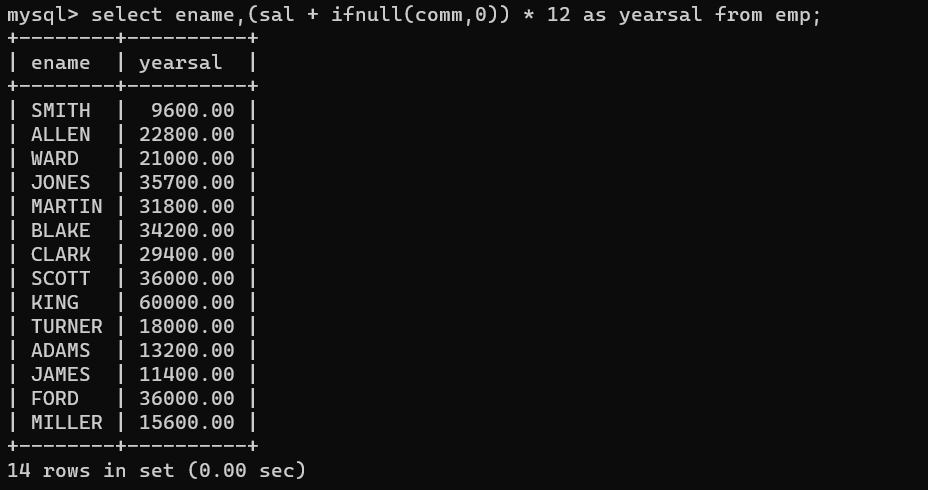 mysql> select ename,(sal + ifnull(comm,0)) * 12 as yearsal from emp;
+--------+----------+
| ename  | yearsal  |
+--------+----------+
| SMITH  |  9600.00 |
| ALLEN  | 22800.00 |
| WARD   | 21000.00 |
| JONES  | 35700.00 |
| MARTIN | 31800.00 |
| BLAKE  | 34200.00 |
| CLARK  | 29400.00 |
| SCOTT  | 36000.00 |
| KING   | 60000.00 |
| TURNER | 18000.00 |
| ADAMS  | 13200.00 |
| JAMES  | 11400.00 |
| FORD   | 36000.00 |
| MILLER | 15600.00 |
+--------+----------+
14 rows in set (0.00 sec)